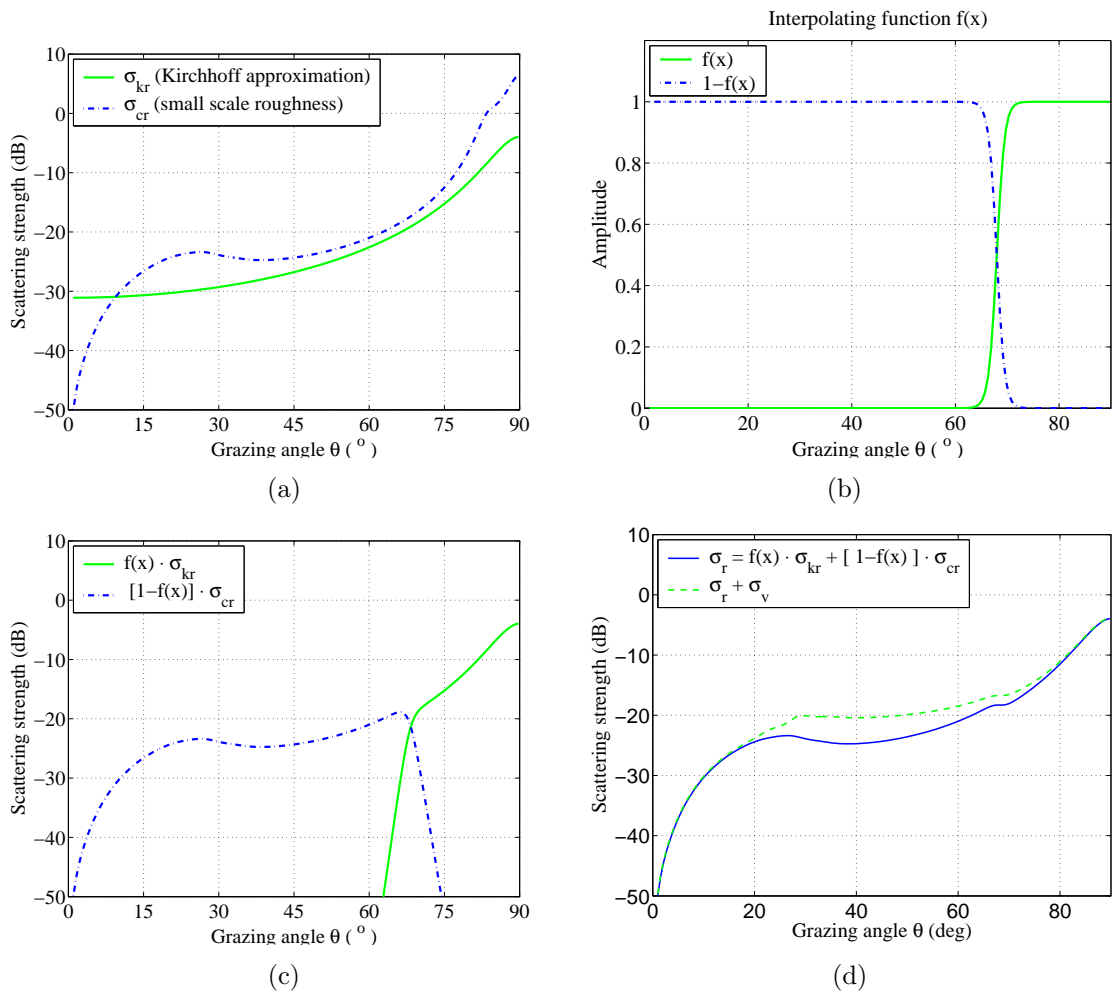 10
0
−10
−20
−30
−40
−50
0 15 30 45 60 75 90
Scattering strength (dB)
Grazing angle θ ( o )
σkr (Kirchhoff approximation)
σcr (small scale roughness)
(a)
Interpolating function f(x)
f(x)
1−f(x)
1
0.8
0.6
0.4
0.2
0
20 40 60 80
Amplitude
Grazing angle θ ( o )
(b)
10
0
−10
−20
−30
−40
−50
0 15 30 45 60 75 90
Scattering strength (dB)
Grazing angle θ ( o )
f(x) · σkr
[1−f(x)] · σcr
(c)
10
0
−10
−20
−30
−40
−50
0 20 40 60 80
Scattering strength (dB)
Grazing angle θ (deg)
σr = f(x) · σkr + [ 1−f(x) ] · σcr
σr + σv
(d)